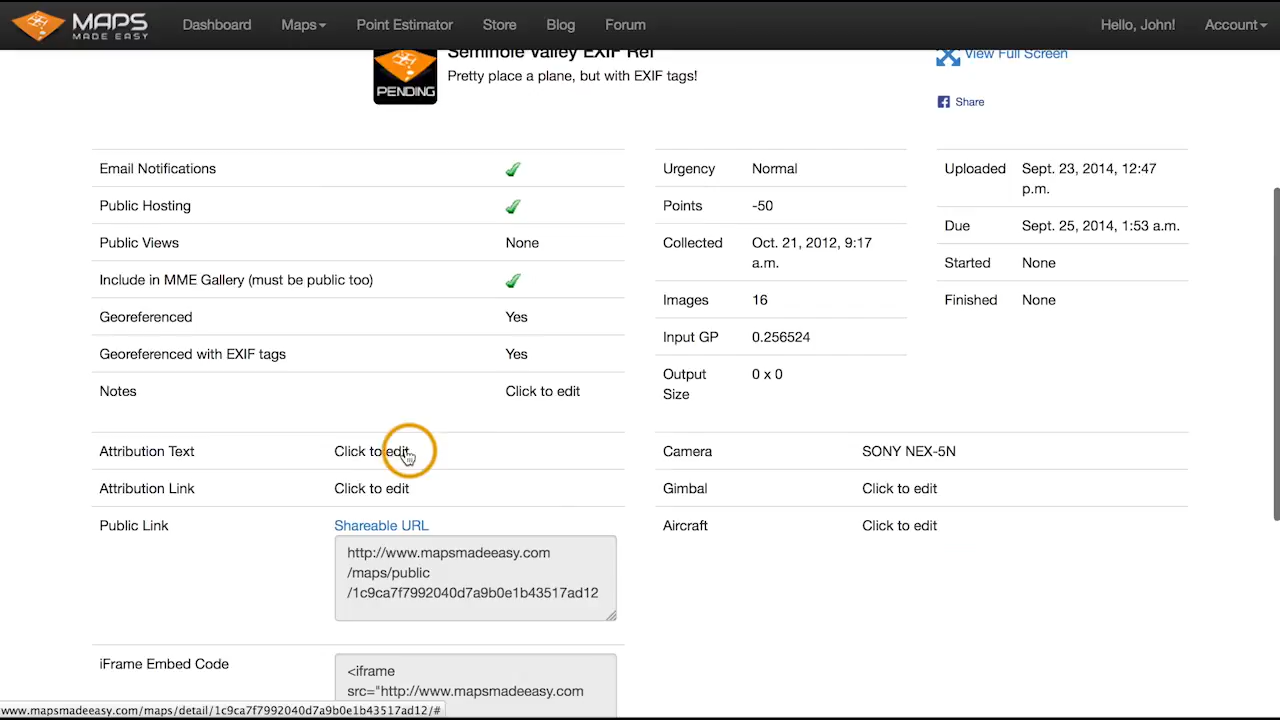 MAPS
MADE EASY
Dashboard
Maps
Point Estimator
Store
Blog
Forum
Hello, John!
Account
PENDING
Seminole Valley EXIF Ref
Pretty place a plane, but with EXIF tags!
View Full Screen
Share
Email Notifications
Public Hosting
Public Views None
Include in MME Gallery (must be public too)
Georeferenced Yes
Georeferenced with EXIF tags Yes
Notes Click to edit
Urgency Normal
Points -50
Collected Oct. 21, 2012, 9:17
a.m.
Images 16
Input GP 0.256524
Output 0 x 0
Size
Uploaded Sept. 23, 2014, 12:47
p.m.
Due Sept. 25, 2014, 1:53 a.m.
Started None
Finished None
Attribution Text Click to edit
Attribution Link Click to edit
Public Link Shareable URL
http://www.mapsmadeeasy.com
/maps/public
/1c9ca7f7992040d7a9b0e1b43517ad12
Camera SONY NEX-5N
Gimbal Click to edit
Aircraft Click to edit
iFrame Embed Code <iframe
src="http://www.mapsmadeeasy.com
www.mapsmadeeasy.com/maps/detail/1c9ca7f7992040d7a9b0e1b43517ad12/#